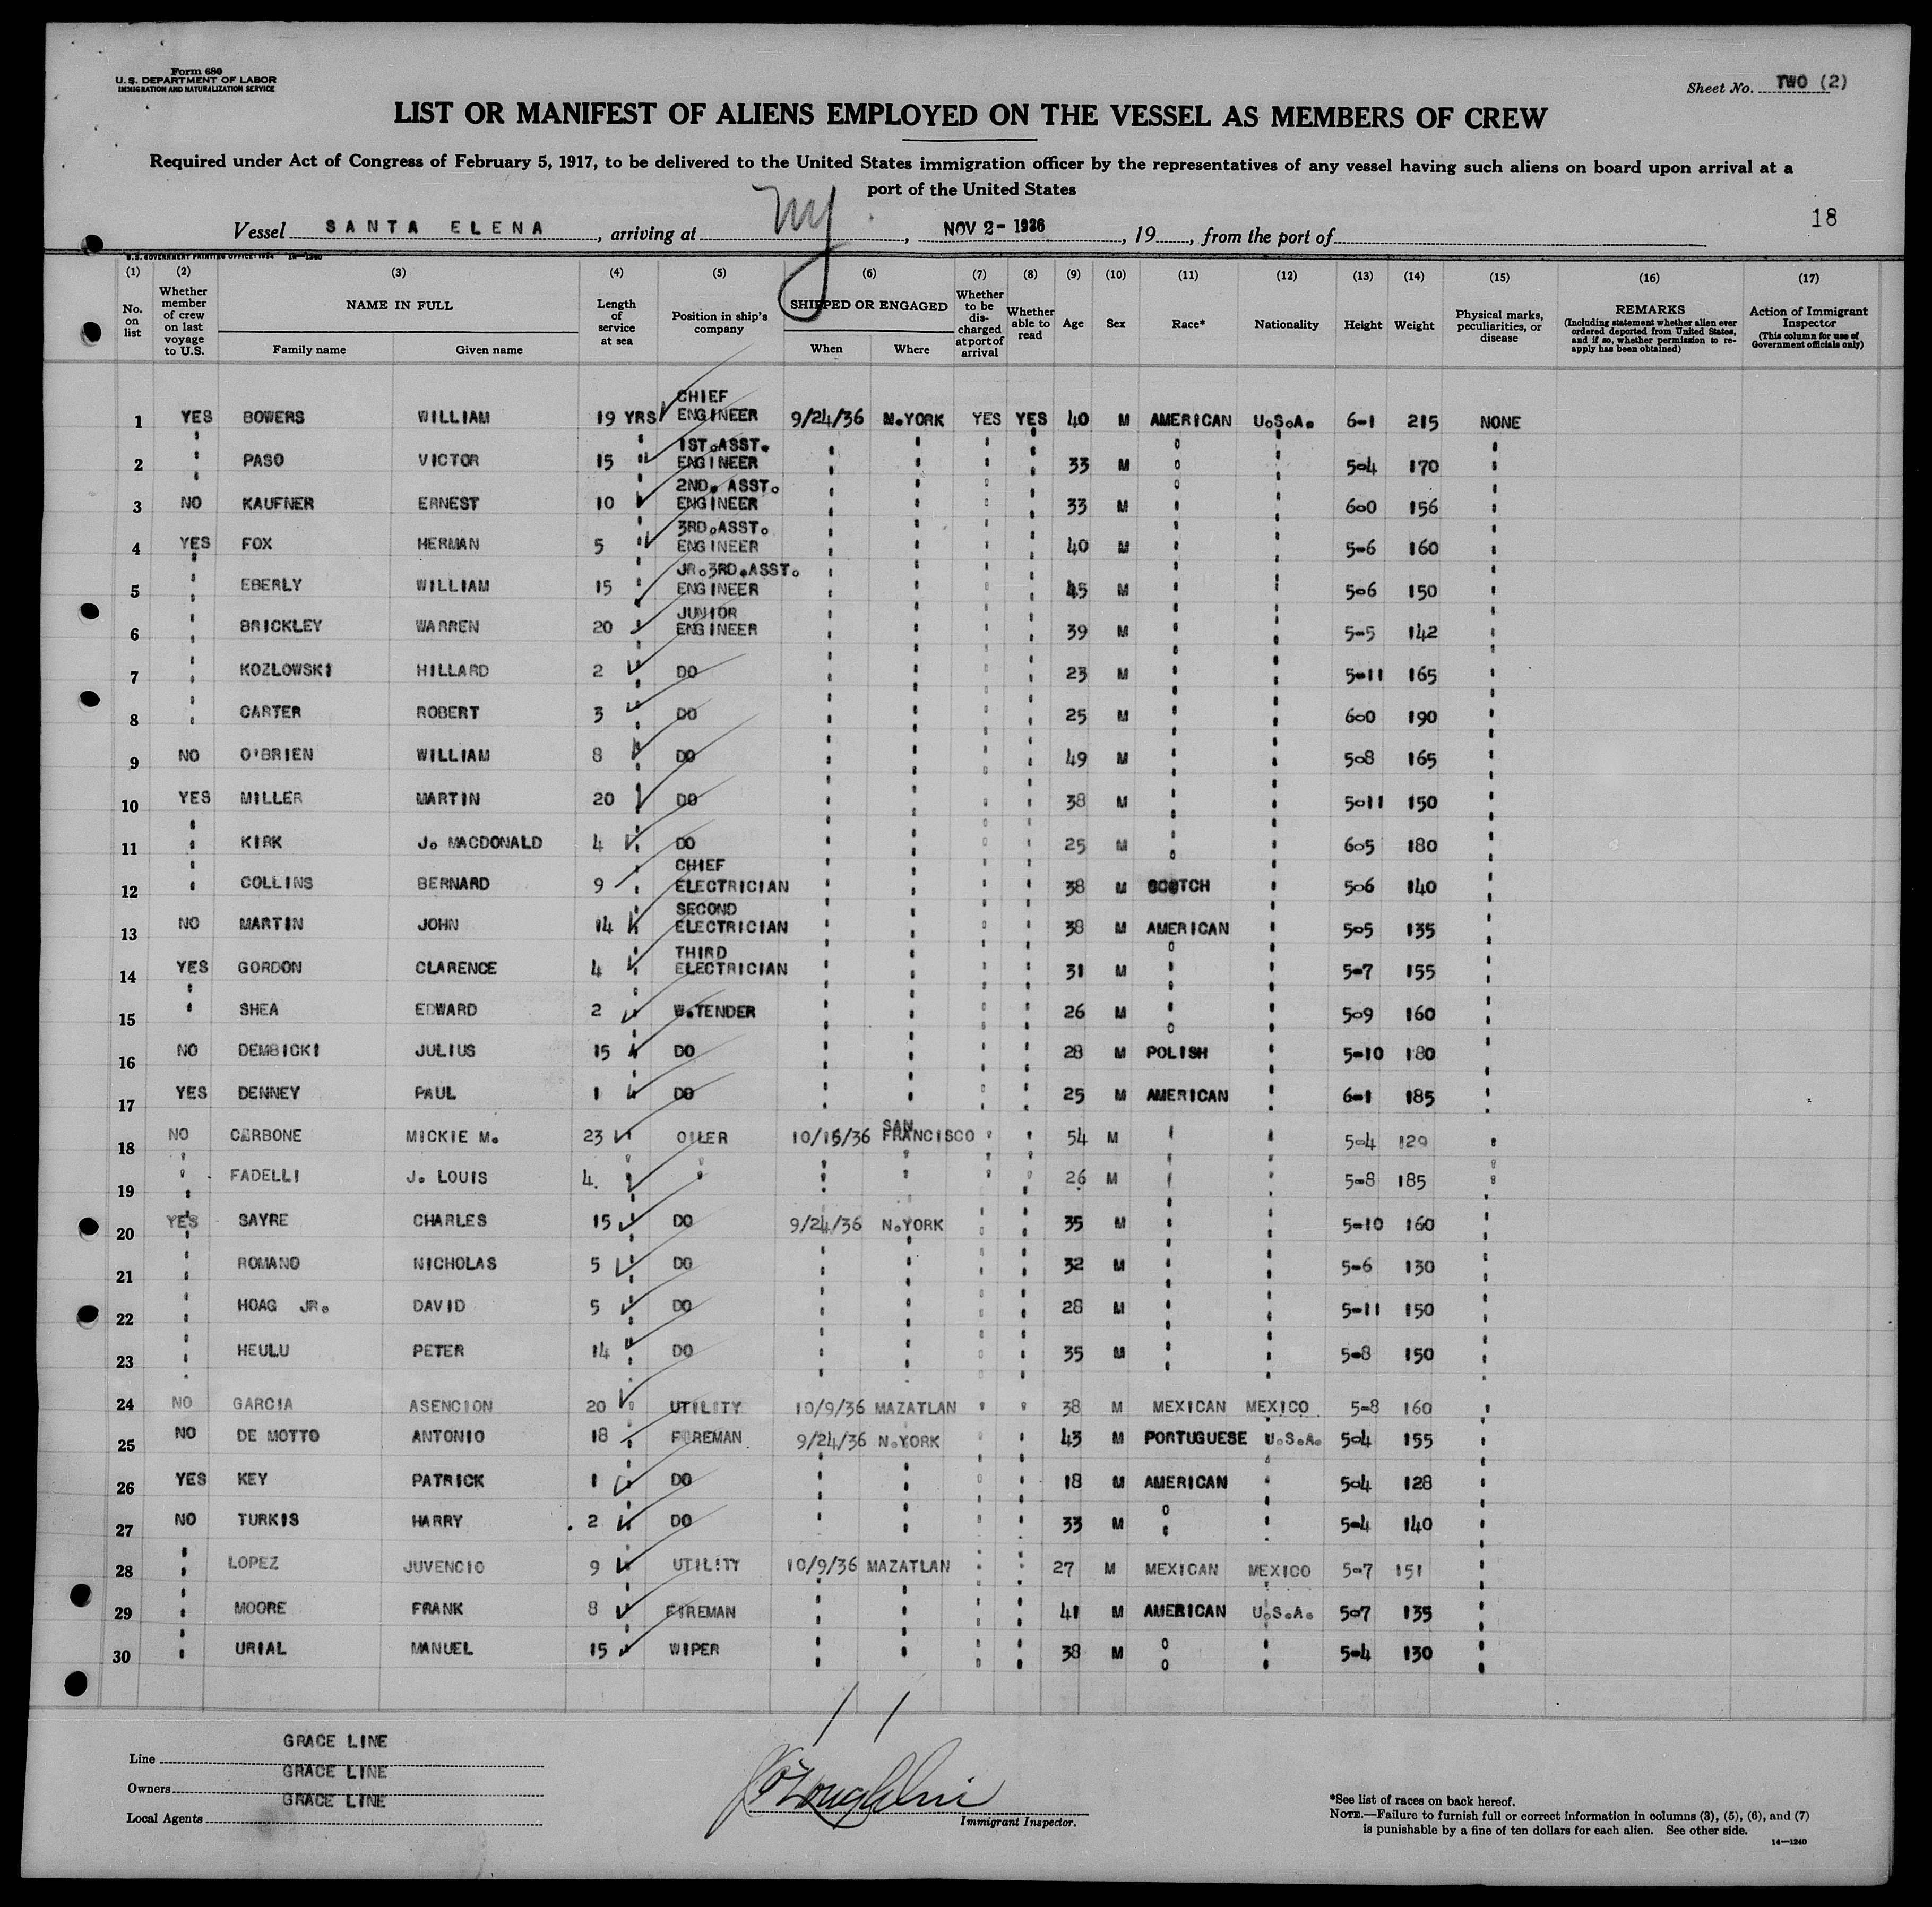 Form 680
U. S. DEPARTMENT OF LABOR
IMMIGRATION AND NATURALIZATION SERVICE
Sheet No. TWO (2)
LIST OR MANIFEST OF ALIENS EMPLOYED ON THE VESSEL AS MEMBERS OF CREW
Required under Act of Congress of February 5, 1917, to be delivered to the United States immigration officer by the representatives of any vessel having such aliens on board upon arrival at a
port of the United States
18
Vessel SANTA ELENA, arriving at NY, NOV 2- 1936, 19, from the port of
U. S. GOVERNMENT PRINTING OFFICE: 1934 14—1240
(1) (2) (3) (4) (5) (6) (7) (8) (9) (10) (11) (12) (13) (14) (15) (16) (17)
No. on list
Whether member of crew on last voyage to U.S.
NAME IN FULL
Family name Given name
Length of service at sea
Position in ship's company
SHIPPED OR ENGAGED
When Where
Whether to be discharged at port of arrival
Whether able to read
Age Sex Race* Nationality Height Weight
Physical marks, peculiarities, or disease
REMARKS
(Including statement whether alien ever ordered deported from United States, and if so, whether permission to reapply has been obtained)
Action of Immigrant Inspector
(This column for use of Government officials only)
1 YES BOWERS WILLIAM 19 YRS CHIEF ENGINEER 9/24/36 N.YORK YES YES 40 M AMERICAN U.S.A. 6-1 215 NONE
2 " PASO VICTOR 15 " 1ST.ASST. ENGINEER " " " " 33 M " " 5-4 170 "
3 NO KAUFNER ERNEST 10 " 2ND. ASST. ENGINEER " " " " 33 M " " 6-0 156 "
4 YES FOX HERMAN 5 " 3RD.ASST. ENGINEER " " " " 40 M " " 5-6 160 "
5 " EBERLY WILLIAM 15 " JR.3RD.ASST. ENGINEER " " " " 45 M " " 5-6 150 "
6 " BRICKLEY WARREN 20 " JUNIOR ENGINEER " " " " 39 M " " 5-5 142 "
7 " KOZLOWSKI HILLARD 2 " DO " " " " 23 M " " 5-11 165 "
8 " CARTER ROBERT 3 " DO " " " " 25 M " " 6-0 190 "
9 NO O'BRIEN WILLIAM 8 " DO " " " " 49 M " " 5-8 165 "
10 YES MILLER MARTIN 20 " DO " " " " 38 M " " 5-11 150 "
11 " KIRK J. MACDONALD 4 " DO " " " " 25 M " " 6-5 180 "
12 " COLLINS BERNARD 9 " CHIEF ELECTRICIAN " " " " 38 M SCOTCH " 5-6 140 "
13 NO MARTIN JOHN 14 " SECOND ELECTRICIAN " " " " 38 M AMERICAN " 5-5 135 "
14 YES GORDON CLARENCE 4 " THIRD ELECTRICIAN " " " " 31 M " " 5-7 155 "
15 " SHEA EDWARD 2 " W.TENDER " " " " 26 M " " 5-9 160 "
16 NO DEMBICKI JULIUS 15 " DO " " " " 28 M POLISH " 5-10 180 "
17 YES DENNEY PAUL 1 " DO " " " " 25 M AMERICAN " 6-1 185 "
18 NO CERBONE MICKIE M. 23 " OILER 10/15/36 SAN FRANCISCO " " 54 M " " 5-4 129 "
19 " FADELLI J. LOUIS 4. " " " " " " 26 M " " 5-8 185 "
20 YES SAYRE CHARLES 15 " DO 9/24/36 N.YORK " " 35 M " " 5-10 160 "
21 " ROMANO NICHOLAS 5 " DO " " " " 32 M " " 5-6 130 "
22 " HOAG JR. DAVID 5 " DO " " " " 28 M " " 5-11 150 "
23 " HEULU PETER 14 " DO " " " " 35 M " " 5-8 150 "
24 NO GARCIA ASENCION 20 " UTILITY 10/9/36 MAZATLAN " " 38 M MEXICAN MEXICO 5-8 160 "
25 NO DE MOTTO ANTONIO 18 " FOREMAN 9/24/36 N.YORK " " 43 M PORTUGUESE U.S.A. 5-4 155 "
26 YES KEY PATRICK 1 " DO " " " " 18 M AMERICAN " 5-4 128 "
27 NO TURKIS HARRY 2 " DO " " " " 33 M " " 5-4 140 "
28 " LOPEZ JUVENCIO 9 " UTILITY 10/9/36 MAZATLAN " " 27 M MEXICAN MEXICO 5-7 151 "
29 " MOORE FRANK 8 " FIREMAN " " " " 41 M AMERICAN U.S.A. 5-7 135 "
30 " URIAL MANUEL 15 " WIPER " " " " 38 M " " 5-4 130 "
Line GRACE LINE
Owners GRACE LINE
Local Agents GRACE LINE
J O'Loughlin
Immigrant Inspector.
*See list of races on back hereof.
NOTE.—Failure to furnish full or correct information in columns (3), (5), (6), and (7)
is punishable by a fine of ten dollars for each alien. See other side.
14—1240